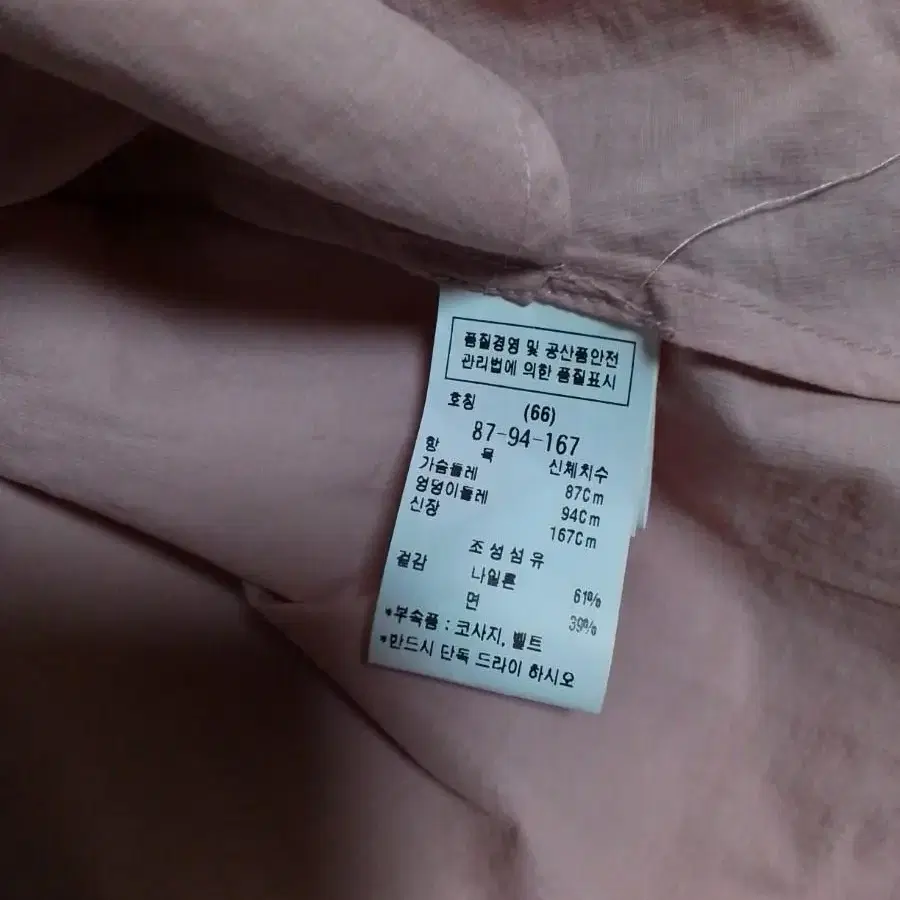 품질경영 및 공산품안전
관리법에 의한 품질표시
호칭 (66)
87-94-167
항 목 신체치수
가슴둘레 87Cm
엉덩이둘레 94Cm
신장 167Cm
조성섬유
겉감 나일론 61%
면 39%
*부속품 : 코사지, 벨트
*반드시 단독 드라이 하시오